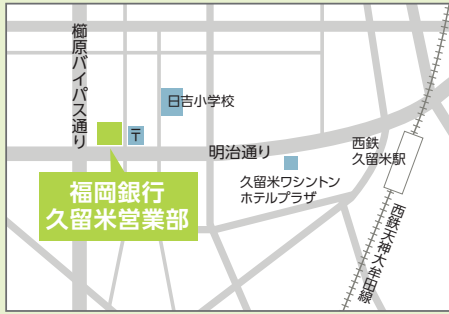 櫛原バイパス通り
日吉小学校
〒
明治通り
西鉄
久留米駅
久留米ワシントン
ホテルプラザ
福岡銀行
久留米営業部
西鉄天神大牟田線